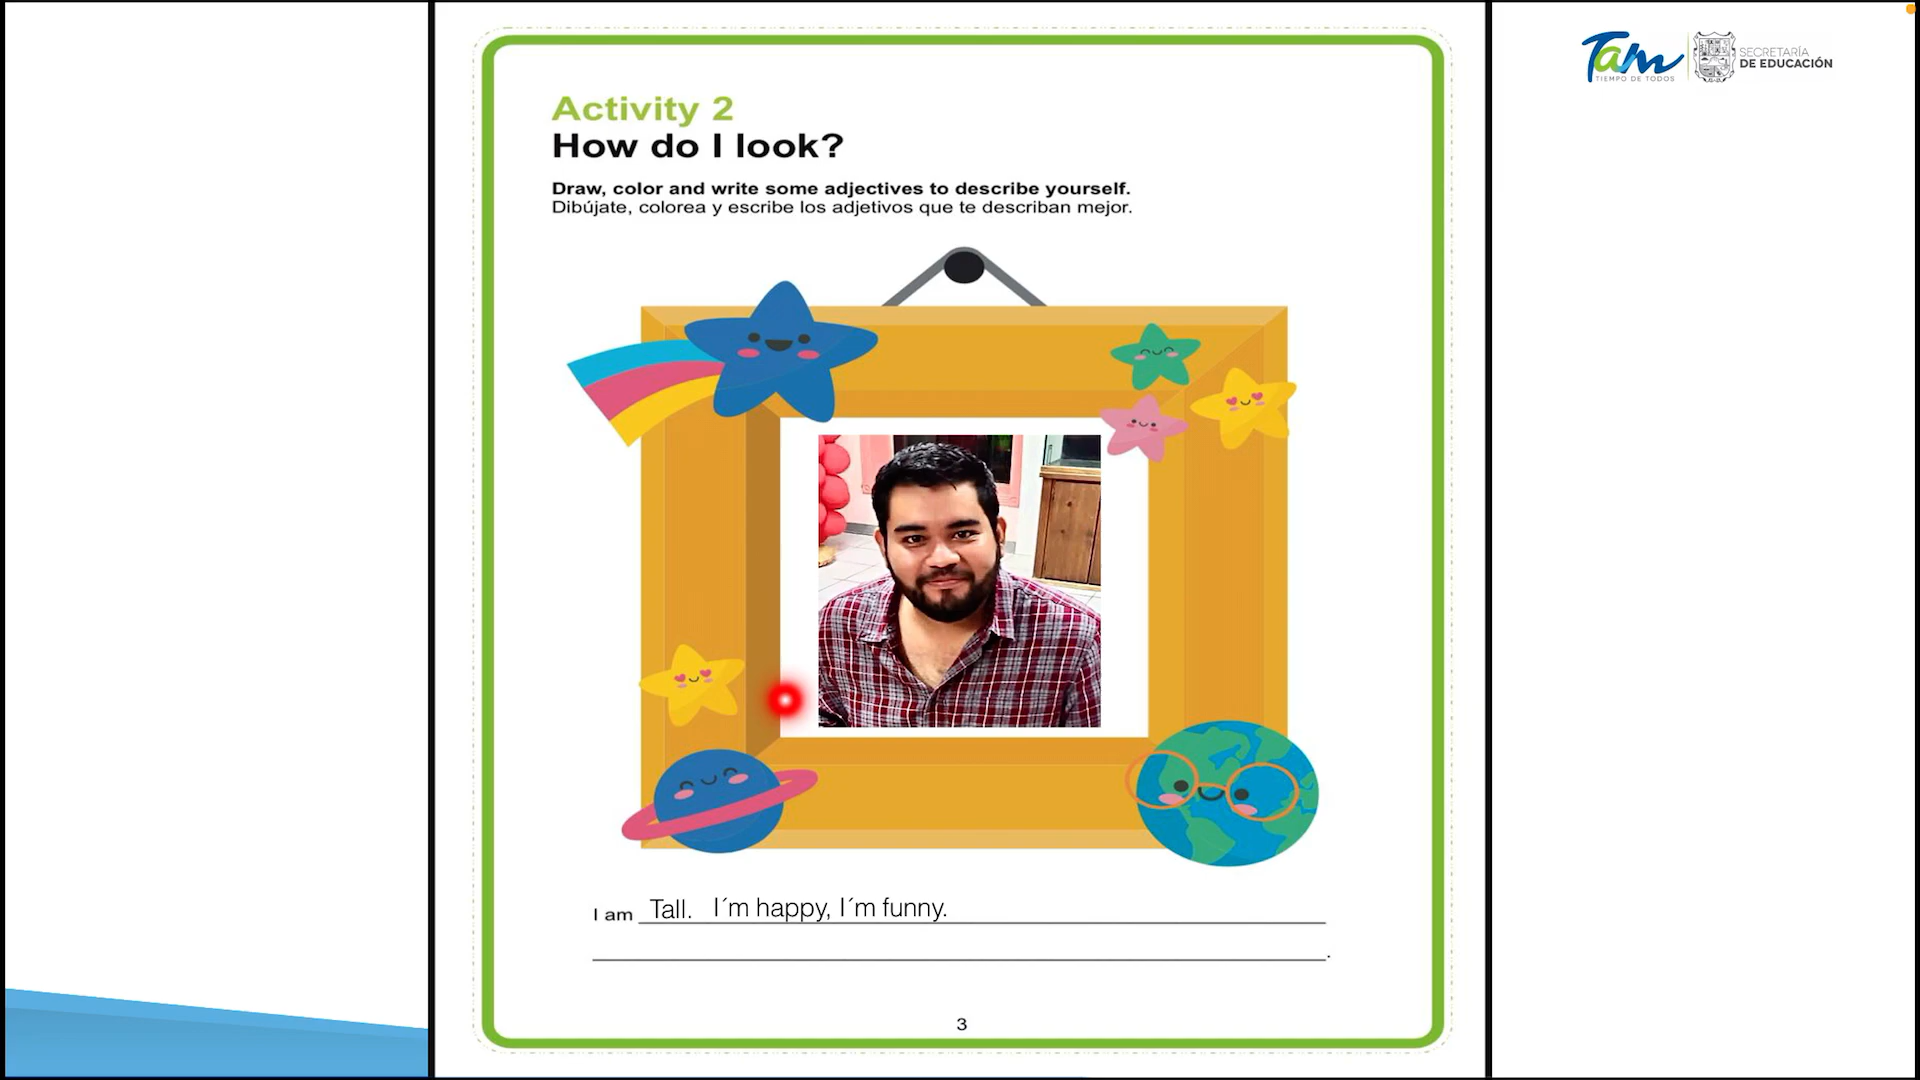 Tam
TIEMPO DE TODOS
SECRETARÍA
DE EDUCACIÓN
Activity 2
How do I look?
Draw, color and write some adjectives to describe yourself.
Dibújate, colorea y escribe los adjetivos que te describan mejor.
I am Tall. I´m happy, I´m funny.
.
3